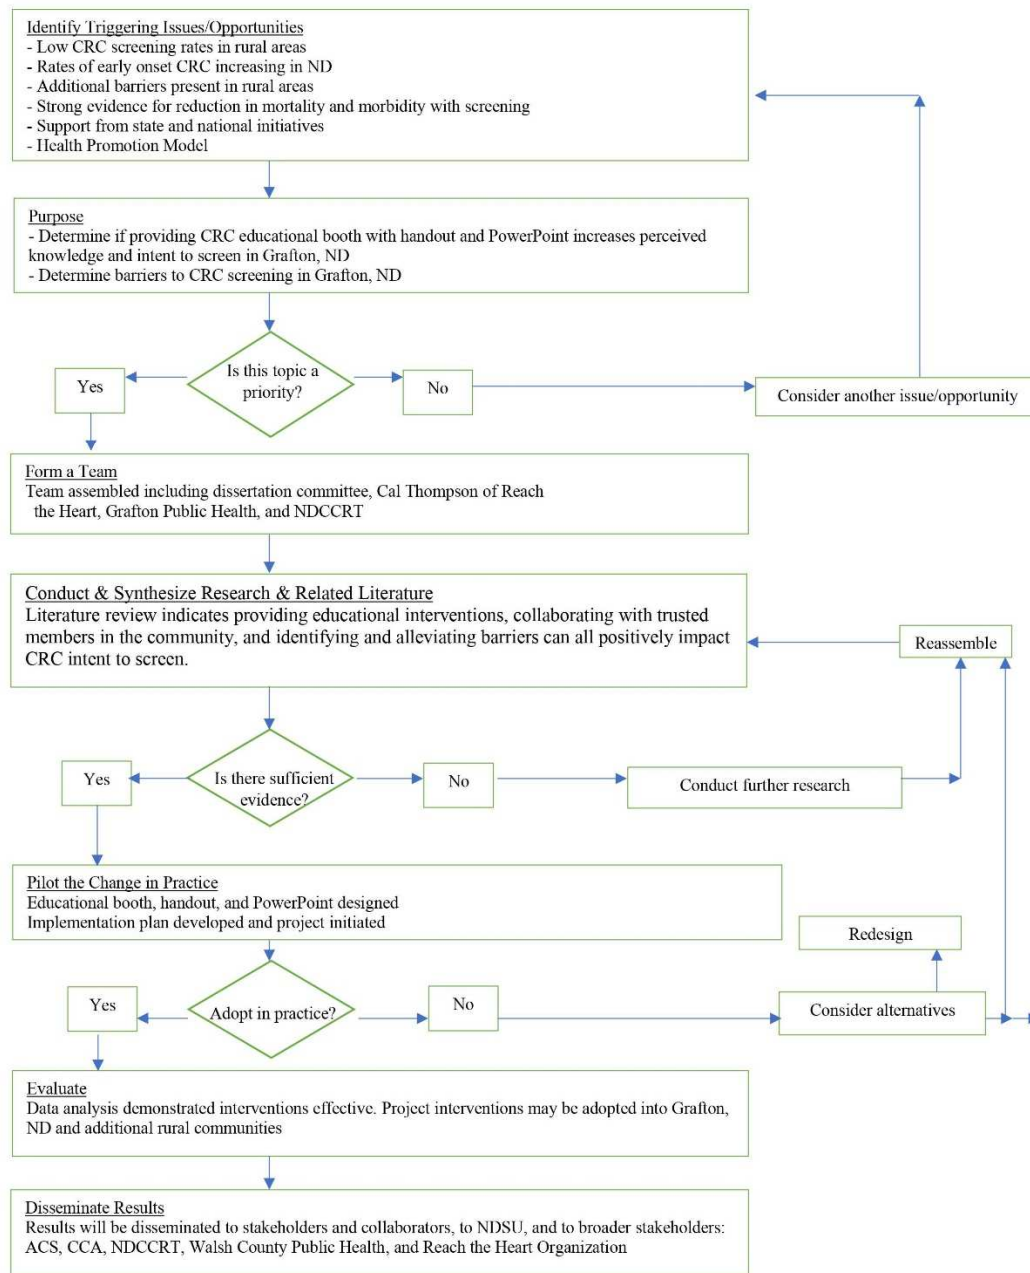 Identify Triggering Issues/Opportunities
- Low CRC screening rates in rural areas
- Rates of early onset CRC increasing in ND
- Additional barriers present in rural areas
- Strong evidence for reduction in mortality and morbidity with screening
- Support from state and national initiatives
- Health Promotion Model
Purpose
- Determine if providing CRC educational booth with handout and PowerPoint increases perceived
knowledge and intent to screen in Grafton, ND
- Determine barriers to CRC screening in Grafton, ND
Yes
Is this topic a
priority?
No
Consider another issue/opportunity
Form a Team
Team assembled including dissertation committee, Cal Thompson of Reach
the Heart, Grafton Public Health, and NDCCRT
Conduct & Synthesize Research & Related Literature
Literature review indicates providing educational interventions, collaborating with trusted
members in the community, and identifying and alleviating barriers can all positively impact
CRC intent to screen.
Reassemble
Yes
Is there sufficient
evidence?
No
Conduct further research
Pilot the Change in Practice
Educational booth, handout, and PowerPoint designed
Implementation plan developed and project initiated
Redesign
Yes
Adopt in practice?
No
Consider alternatives
Evaluate
Data analysis demonstrated interventions effective. Project interventions may be adopted into Grafton,
ND and additional rural communities
Disseminate Results
Results will be disseminated to stakeholders and collaborators, to NDSU, and to broader stakeholders:
ACS, CCA, NDCCRT, Walsh County Public Health, and Reach the Heart Organization